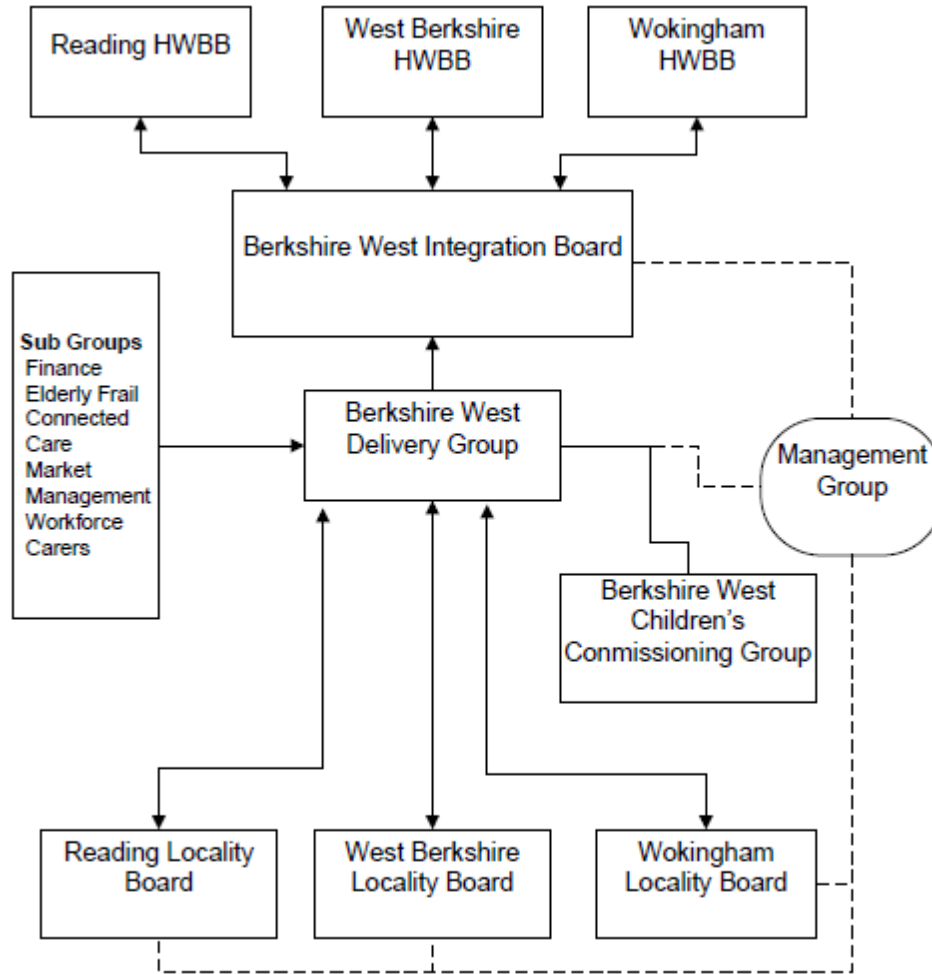 Reading HWBB
West Berkshire
HWBB
Wokingham
HWBB
Berkshire West Integration Board
Sub Groups
Finance
Elderly Frail
Connected
Care
Market
Management
Workforce
Carers
Berkshire West
Delivery Group
Management
Group
Berkshire West
Children's
Conmissioning Group
Reading Locality
Board
West Berkshire
Locality Board
Wokingham
Locality Board